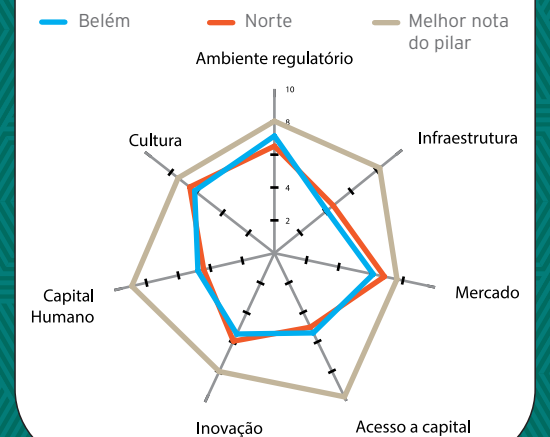 Belém
Norte
Melhor nota
do pilar
Ambiente regulatório
10
8
4
2
Cultura
Infraestrutura
Capital
Humano
Mercado
Inovação
Acesso a capital